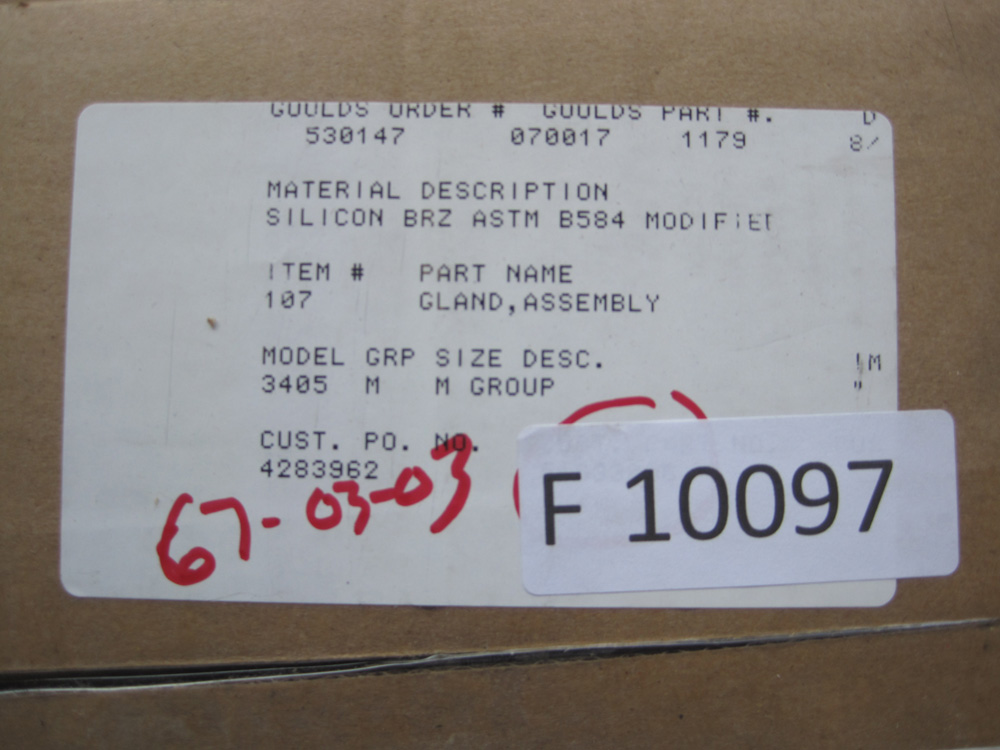 GOULDS ORDER # GOULDS PART #. D
530147 070017 1179 8/
MATERIAL DESCRIPTION
SILICON BRZ ASTM B584 MODIFIED
ITEM # PART NAME
107 GLAND,ASSEMBLY
MODEL GRP SIZE DESC. !M
3405 M M GROUP "
CUST. PO. NO.
4283962
67-03-03
F 10097